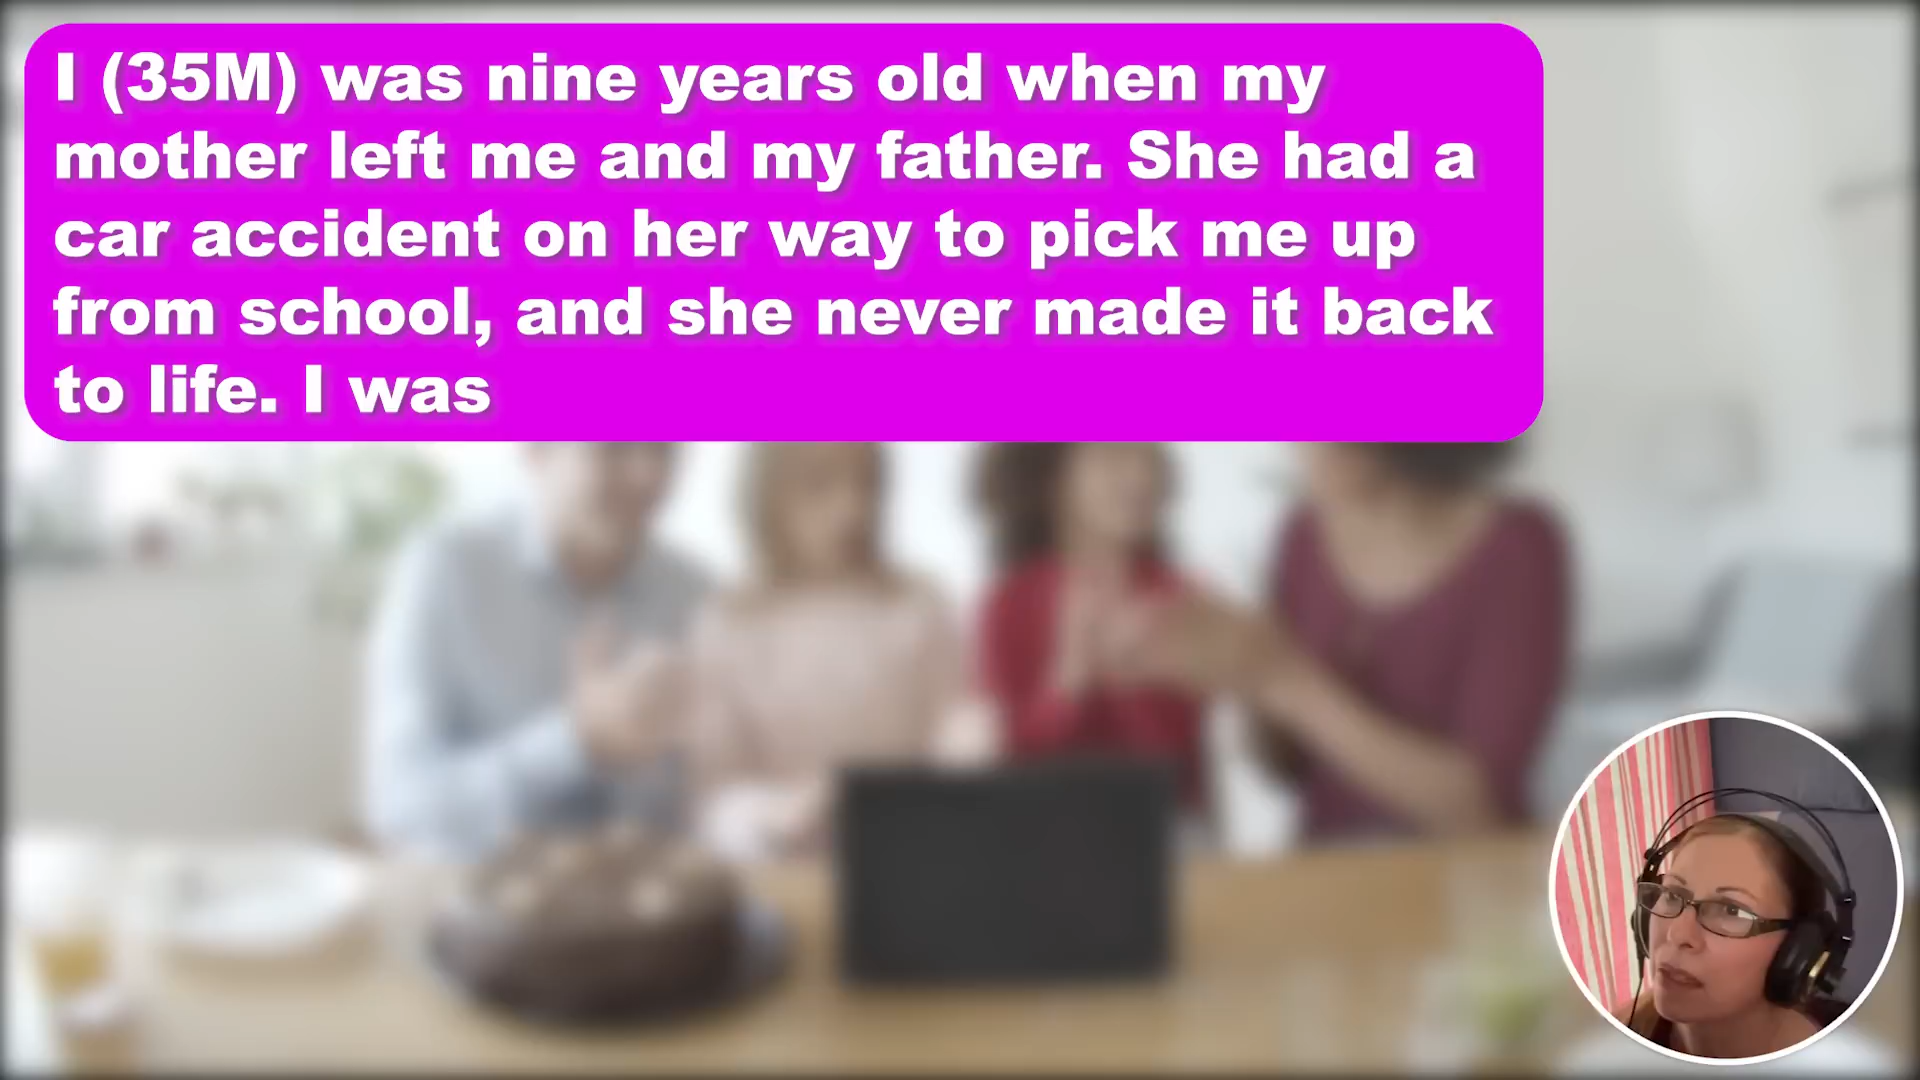 I (35M) was nine years old when my
mother left me and my father. She had a
car accident on her way to pick me up
from school, and she never made it back
to life. I was